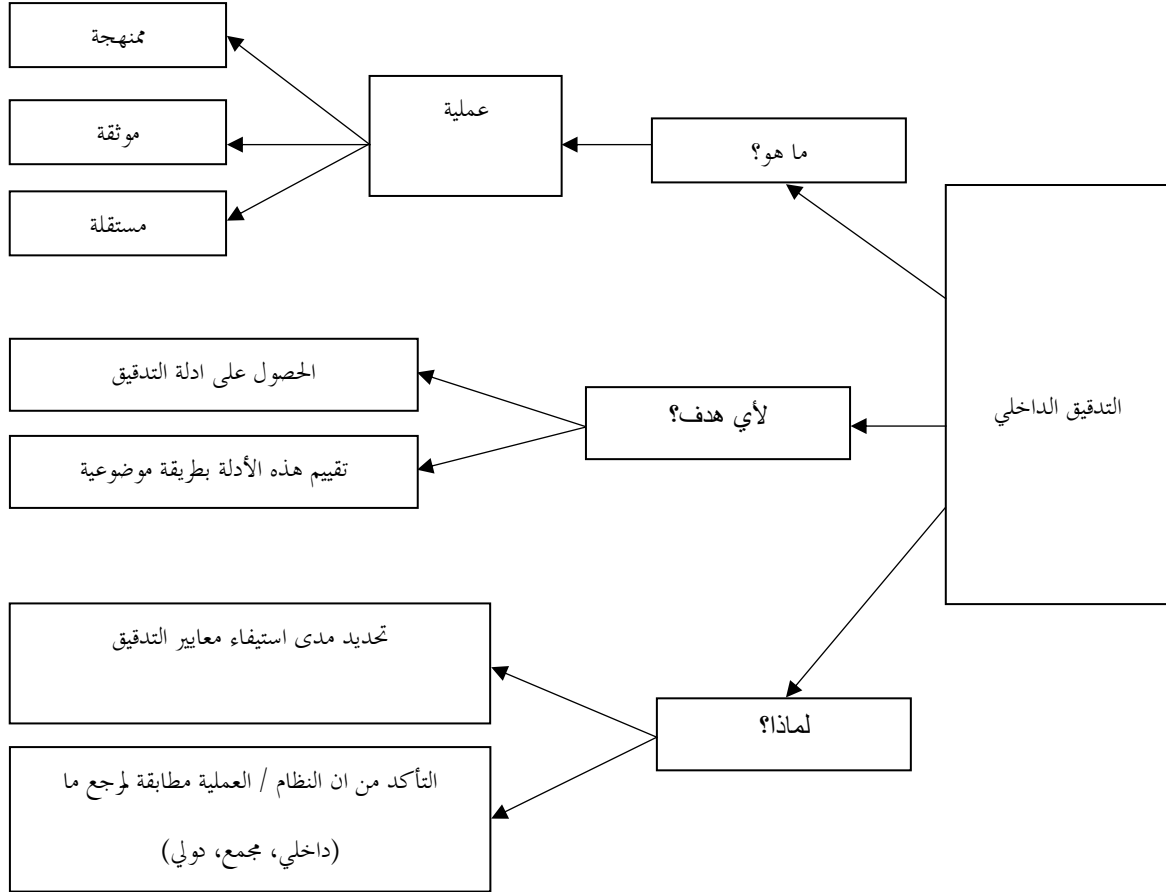 التدقيق الداخلي
ما هو؟
عملية
ممنهجة
موثقة
مستقلة
لأي هدف؟
الحصول على ادلة التدقيق
تقييم هذه الأدلة بطريقة موضوعية
لماذا؟
تحديد مدى استيفاء معايير التدقيق
التأكد من ان النظام / العملية مطابقة لمرجع ما
(داخلي، مجمع، دولي)